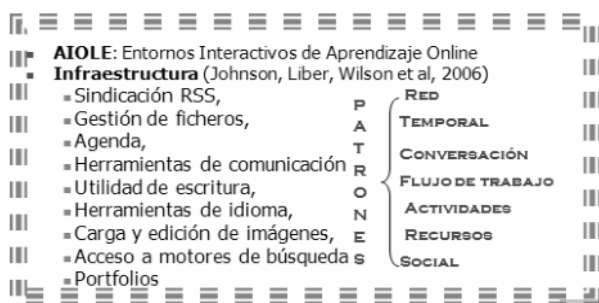 AIOLE: Entornos Interactivos de Aprendizaje Online
Infraestructura (Johnson, Liber, Wilson et al, 2006)
Sindicación RSS,
Gestión de ficheros,
Agenda,
Herramientas de comunicación
Utilidad de escritura,
Herramientas de idioma,
Carga y edición de imágenes,
Acceso a motores de búsqueda
Portfolios
PATRONES
RED
TEMPORAL
CONVERSACIÓN
FLUJO DE TRABAJO
ACTIVIDADES
RECURSOS
SOCIAL